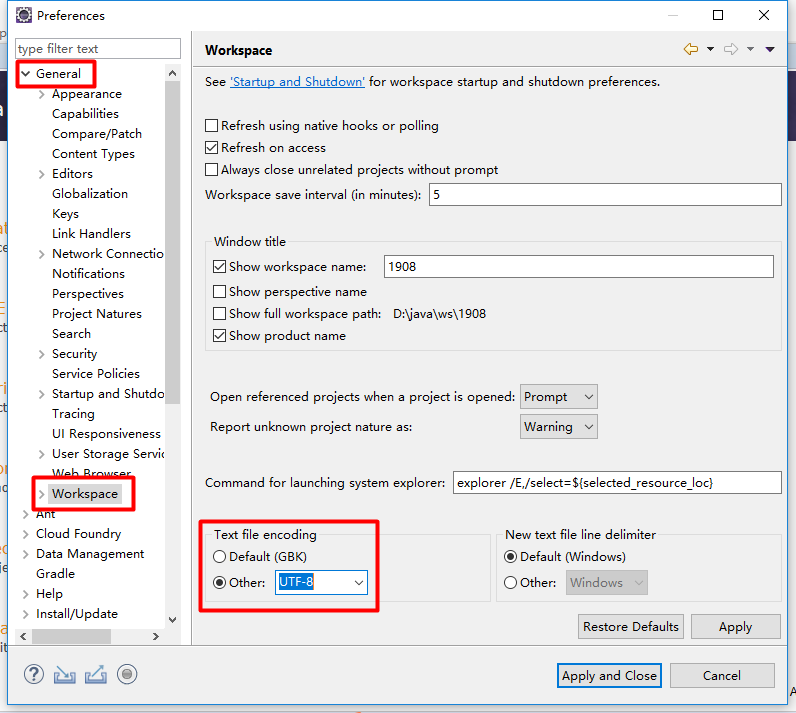 Preferences
type filter text
General
Appearance
Capabilities
Compare/Patch
Content Types
Editors
Globalization
Keys
Link Handlers
Network Connectio
Notifications
Perspectives
Project Natures
Search
Security
Service Policies
Startup and Shutdo
Tracing
UI Responsiveness
User Storage Servic
Web Browser
Workspace
Ant
Cloud Foundry
Data Management
Gradle
Help
Install/Update
Workspace
See 'Startup and Shutdown' for workspace startup and shutdown preferences.
Refresh using native hooks or polling
Refresh on access
Always close unrelated projects without prompt
Workspace save interval (in minutes): 5
Window title
Show workspace name: 1908
Show perspective name
Show full workspace path: D:\java\ws\1908
Show product name
Open referenced projects when a project is opened: Prompt
Report unknown project nature as: Warning
Command for launching system explorer: explorer /E,/select=${selected_resource_loc}
Text file encoding
Default (GBK)
Other: UTF-8
New text file line delimiter
Default (Windows)
Other: Windows
Restore Defaults Apply
Apply and Close Cancel